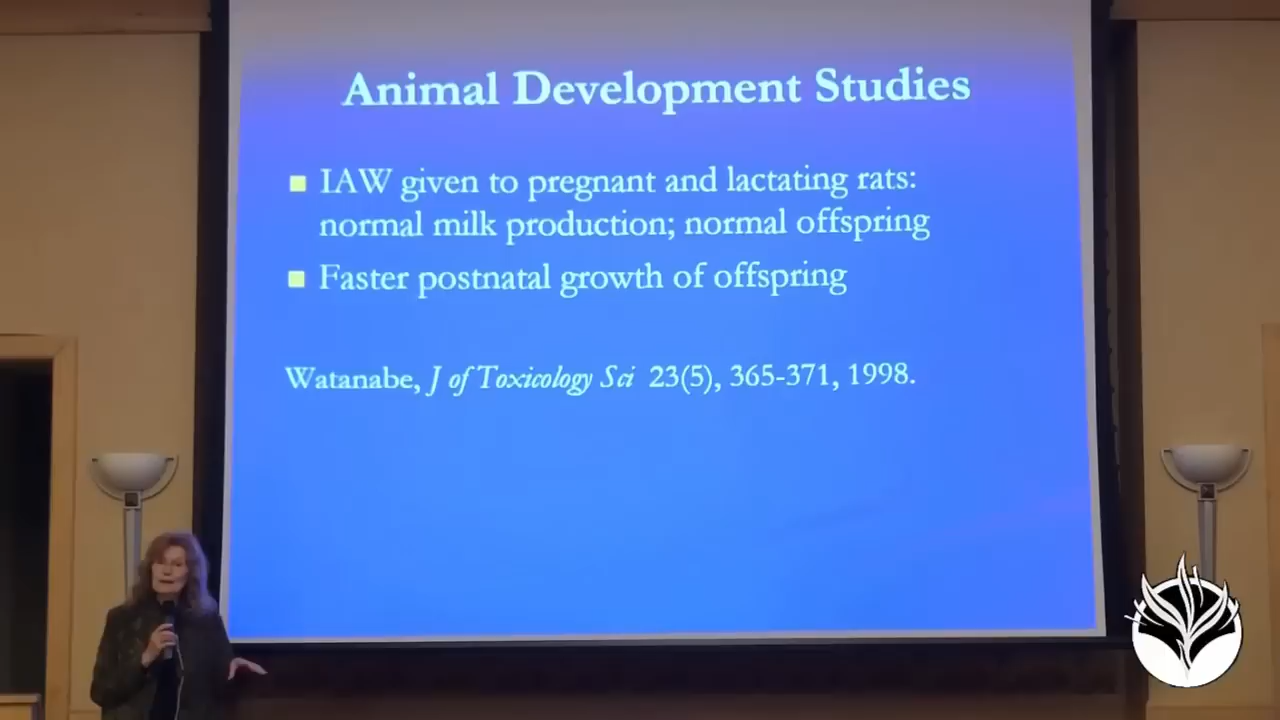 Animal Development Studies
IAW given to pregnant and lactating rats:
normal milk production; normal offspring
Faster postnatal growth of offspring
Watanabe, J of Toxicology Sci 23(5), 365-371, 1998.